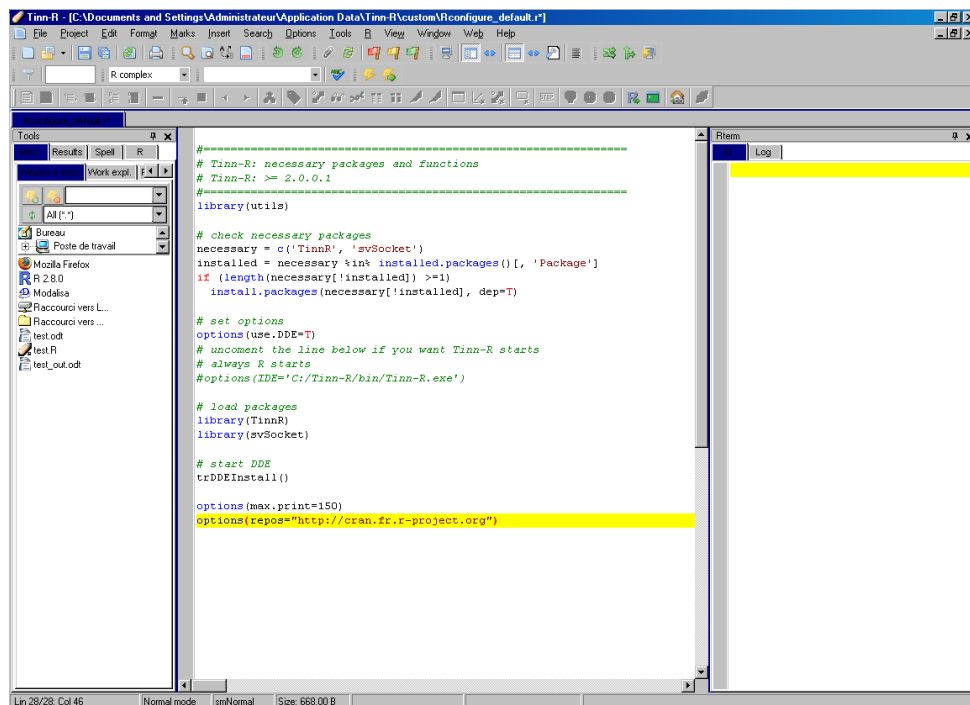 Tinn-R - [C:\Documents and Settings\Administrateur\Application Data\Tinn-R\custom\Rconfigure_default.r*]
File Project Edit Format Marks Insert Search Options Tools R View Window Web Help
R complex
Tools
Results Spell R
Work expl.
All (*.*)
Bureau
Poste de travail
Mozilla Firefox
R 2.8.0
Modalisa
Raccourci vers L...
Raccourci vers ...
test.odt
test.R
test_out.odt
#=================================================================
# Tinn-R: necessary packages and functions
# Tinn-R: >= 2.0.0.1
#=================================================================
library(utils)
# check necessary packages
necessary = c('TinnR', 'svSocket')
installed = necessary %in% installed.packages()[, 'Package']
if (length(necessary[!installed]) >=1)
install.packages(necessary[!installed], dep=T)
# set options
options(use.DDE=T)
# uncoment the line below if you want Tinn-R starts
# always R starts
#options(IDE='C:/Tinn-R/bin/Tinn-R.exe')
# load packages
library(TinnR)
library(svSocket)
# start DDE
trDDEInstall()
options(max.print=150)
options(repos="http://cran.fr.r-project.org")
Rterm
Log
Lin 28/28: Col 46 Normal mode smNormal Size: 668.00 B